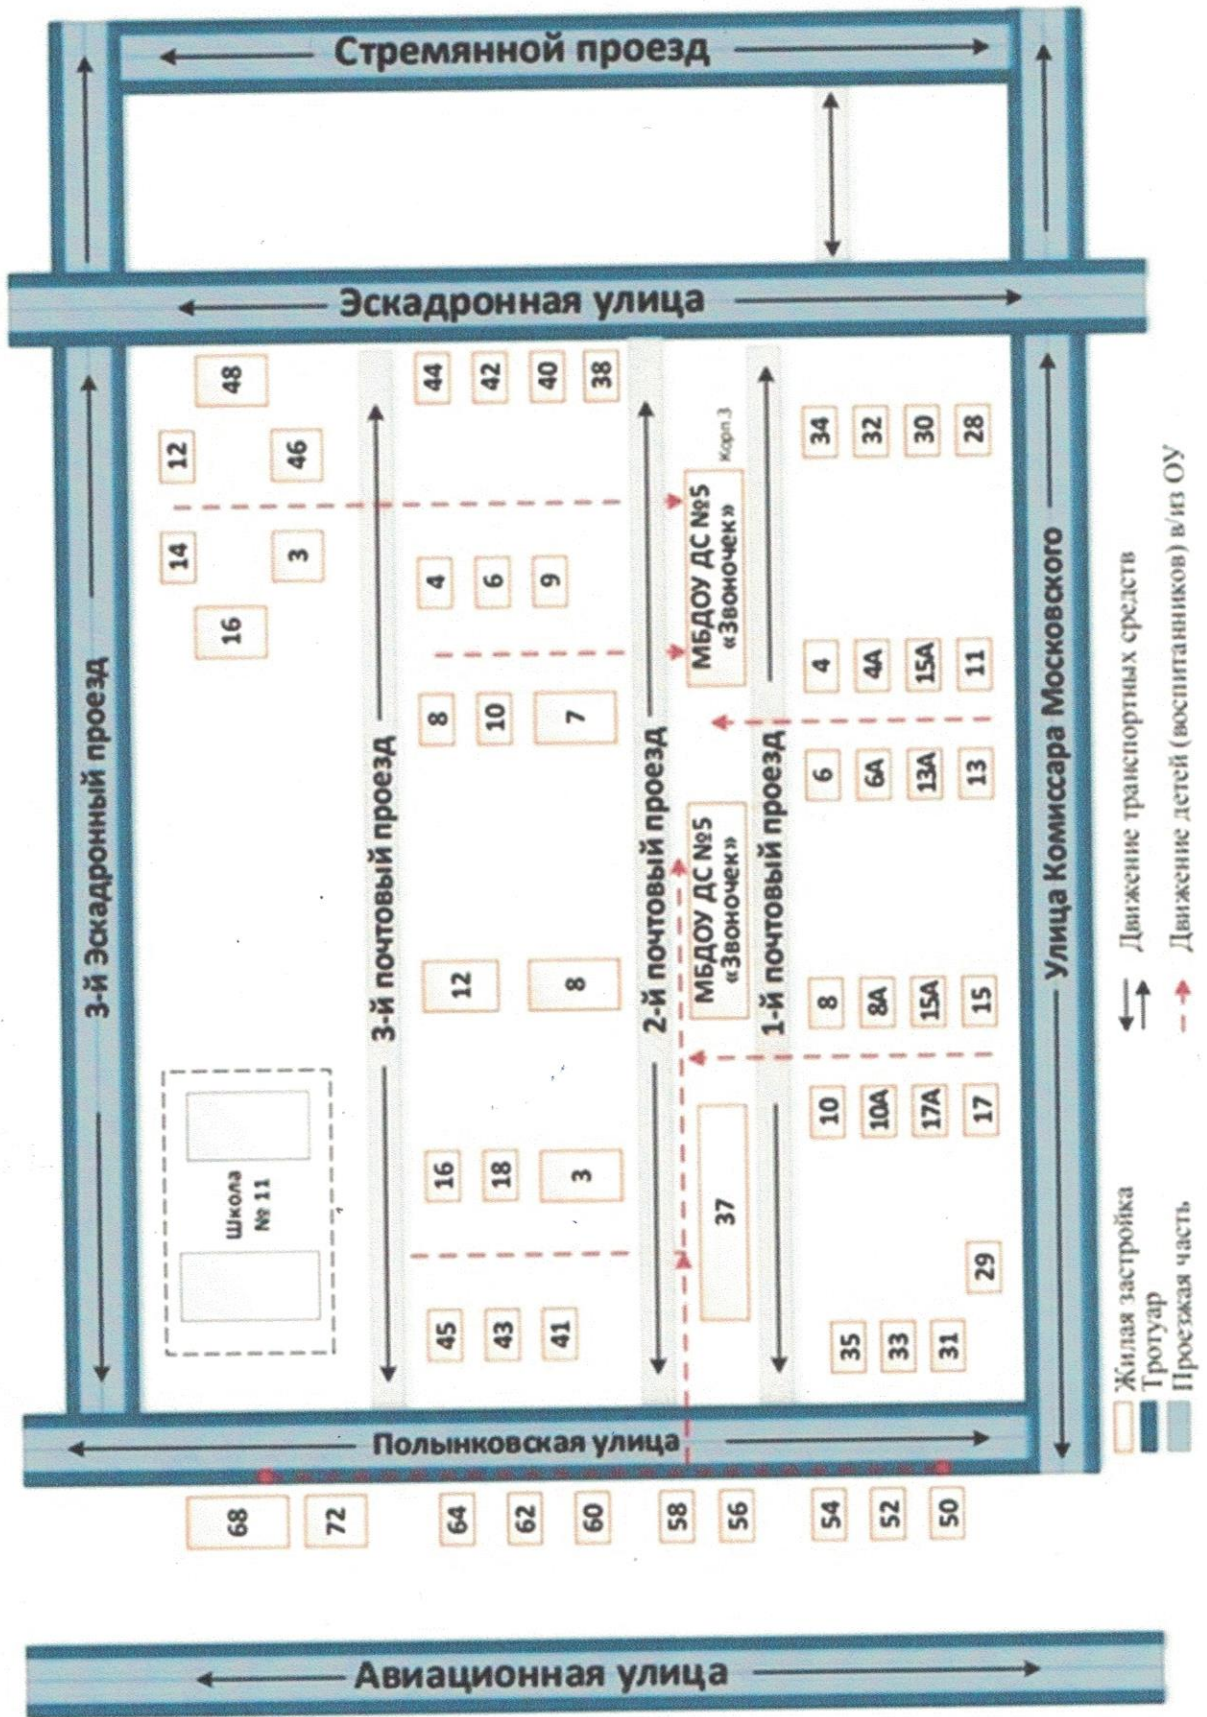 Стремянной проезд
Эскадронная улица
3-й Эскадронный проезд
48
12
46
14
3
16
44
42
40
38
4
6
9
8
10
7
3-й почтовый проезд
12
8
Школа
№ 11
16
18
3
45
43
41
2-й почтовый проезд
МБДОУ ДС №5
«Звоночек»
Корп.3
МБДОУ ДС №5
«Звоночек»
37
1-й почтовый проезд
34
32
30
28
4
4А
15А
11
6
6А
13А
13
8
8А
15А
15
10
10А
17А
17
29
35
33
31
Улица Комиссара Московского
Полынковская улица
68
72
64
62
60
58
56
54
52
50
Авиационная улица
Жилая застройка
Тротуар
Проезжая часть
Движение транспортных средств
Движение детей (воспитанников) в/из ОУ